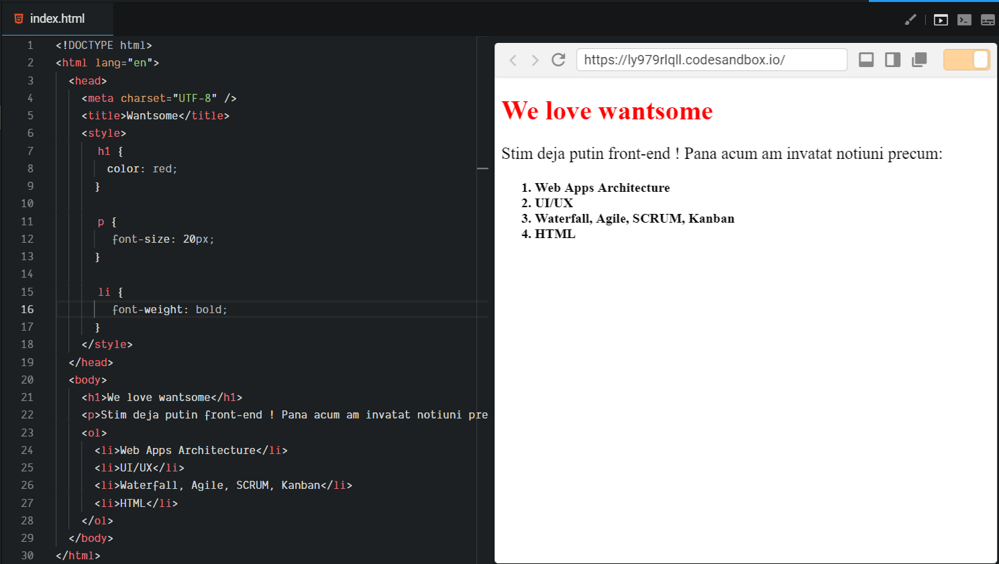 index.html
1 <!DOCTYPE html>
2 <html lang="en">
3 <head>
4 <meta charset="UTF-8" />
5 <title>Wantsome</title>
6 <style>
7 h1 {
8 color: red;
9 }
10
11 p {
12 font-size: 20px;
13 }
14
15 li {
16 font-weight: bold;
17 }
18 </style>
19 </head>
20 <body>
21 <h1>We love wantsome</h1>
22 <p>Stim deja putin front-end ! Pana acum am invatat notiuni pre
23 <ol>
24 <li>Web Apps Architecture</li>
25 <li>UI/UX</li>
26 <li>Waterfall, Agile, SCRUM, Kanban</li>
27 <li>HTML</li>
28 </ol>
29 </body>
30 </html>
https://ly979rlqll.codesandbox.io/
We love wantsome
Stim deja putin front-end ! Pana acum am invatat notiuni precum:
1. Web Apps Architecture
2. UI/UX
3. Waterfall, Agile, SCRUM, Kanban
4. HTML